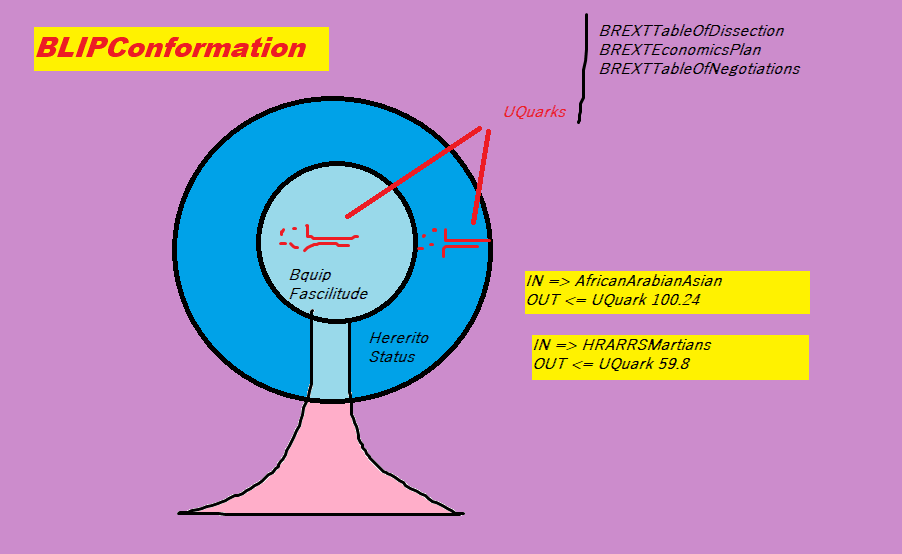 BLIPConformation
BREXTTableOfDissection
BREXTEconomicsPlan
BREXTTableOfNegotiations
UQuarks
Bquip
Fascilitude
Hererito
Status
IN => AfricanArabianAsian
OUT <= UQuark 100.24
IN => HRARRSMartians
OUT <= UQuark 59.8